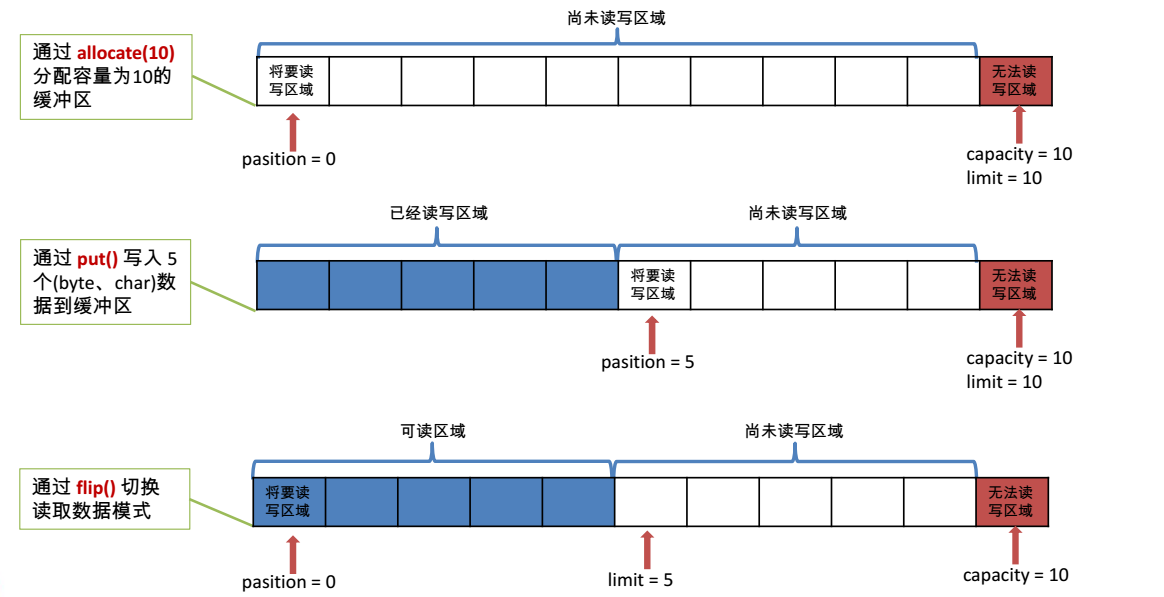 尚未读写区域
通过 allocate(10)
分配容量为10的
缓冲区
将要读
写区域
无法读
写区域
pasition = 0
capacity = 10
limit = 10
已经读写区域
尚未读写区域
通过 put() 写入 5
个(byte、char)数
据到缓冲区
将要读
写区域
无法读
写区域
pasition = 5
capacity = 10
limit = 10
可读区域
尚未读写区域
通过 flip() 切换
读取数据模式
将要读
写区域
无法读
写区域
pasition = 0
limit = 5
capacity = 10